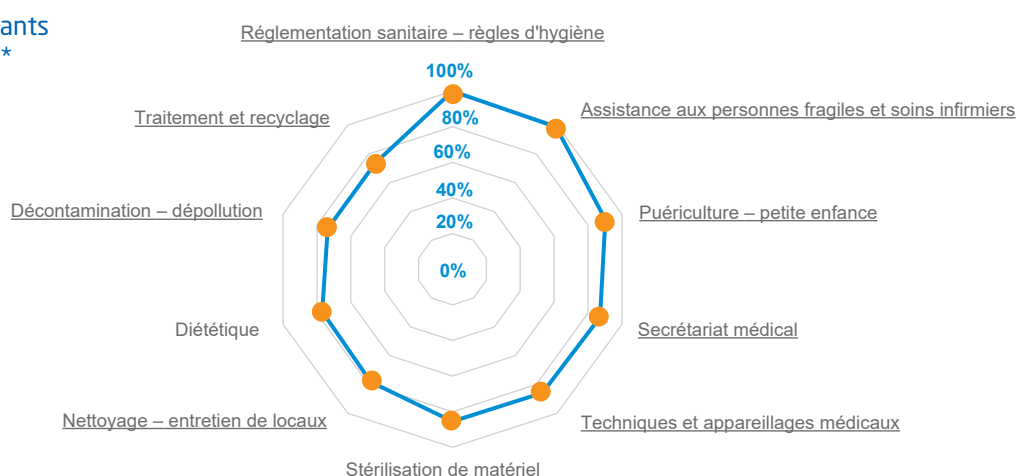 ants
*
Réglementation sanitaire – règles d'hygiène
100%
Assistance aux personnes fragiles et soins infirmiers
Traitement et recyclage
80%
60%
40%
Décontamination – dépollution
Puériculture – petite enfance
20%
0%
Diététique
Secrétariat médical
Nettoyage – entretien de locaux
Techniques et appareillages médicaux
Stérilisation de matériel